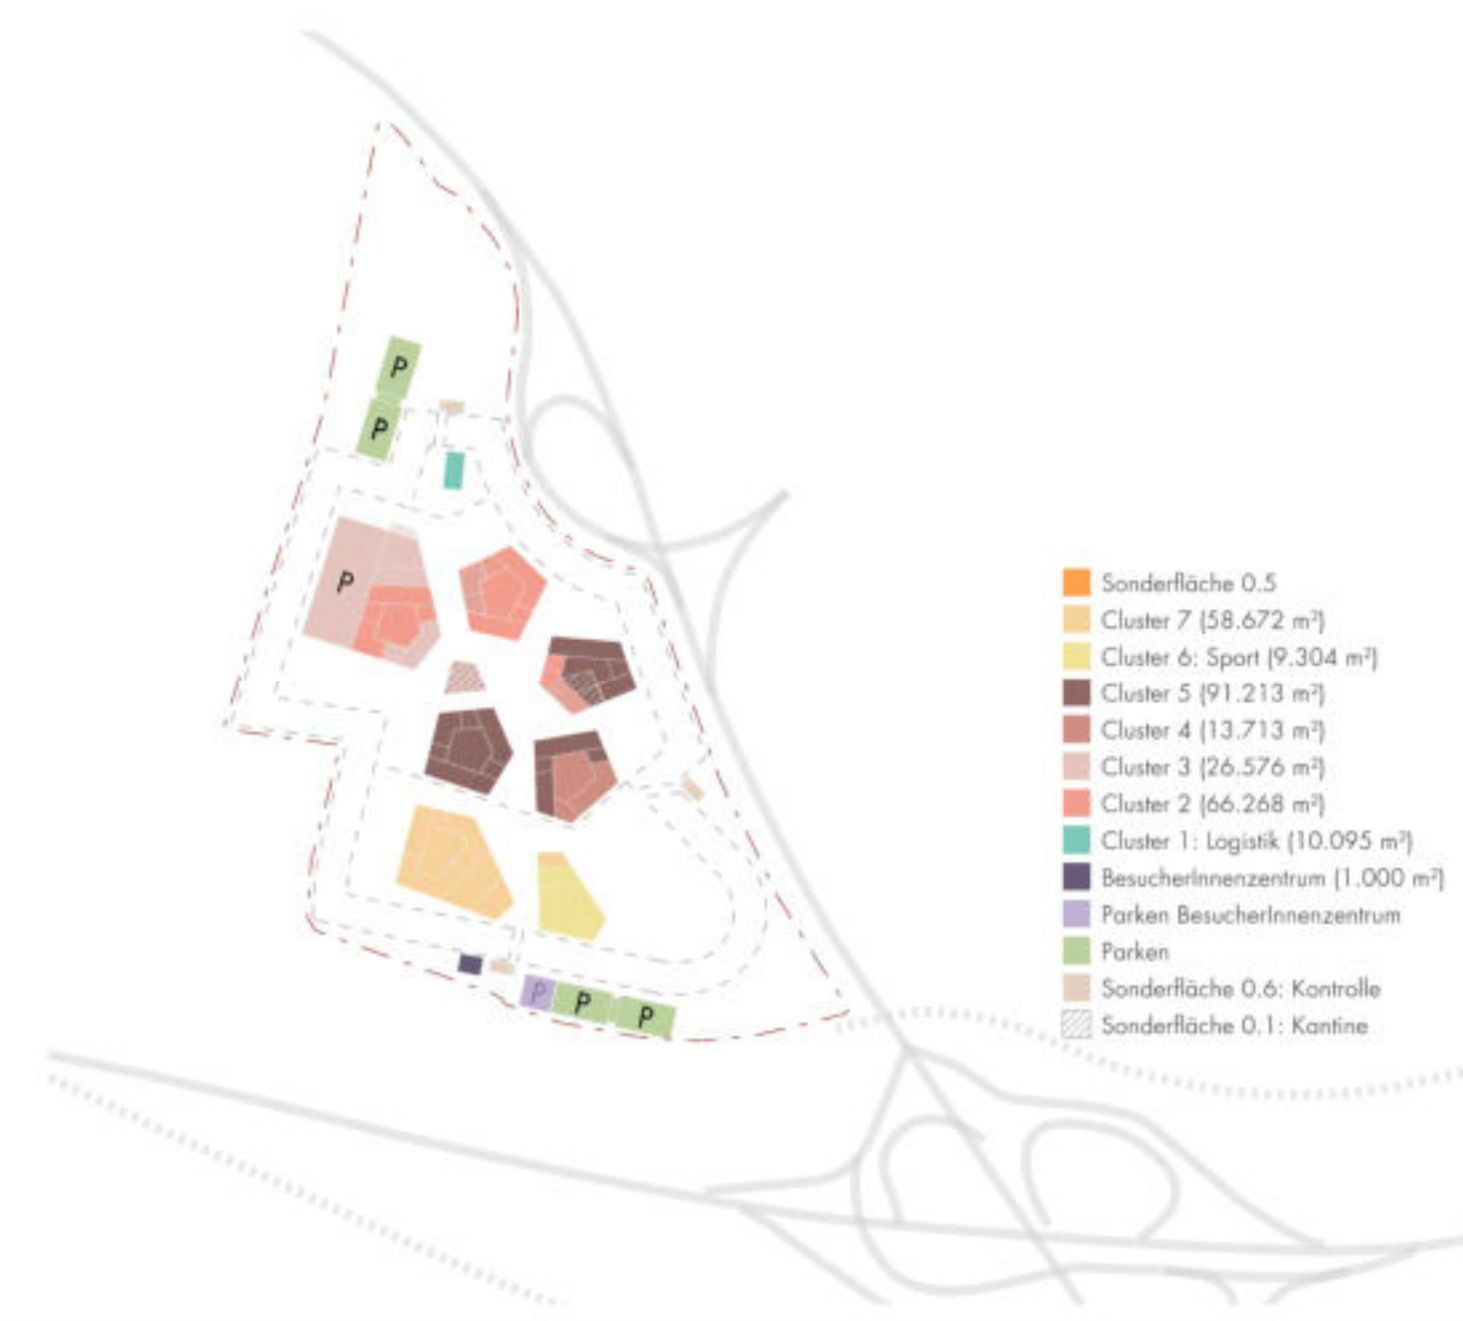 P
P
P
Sonderfläche 0.5
Cluster 7 (58.672 m²)
Cluster 6: Sport (9.304 m²)
Cluster 5 (91.213 m²)
Cluster 4 (13.713 m²)
Cluster 3 (26.576 m²)
Cluster 2 (66.268 m²)
Cluster 1: Logistik (10.095 m²)
BesucherInnenzentrum (1.000 m²)
Parken BesucherInnenzentrum
Parken
Sonderfläche 0.6: Kontrolle
Sonderfläche 0.1: Kantine
P P P